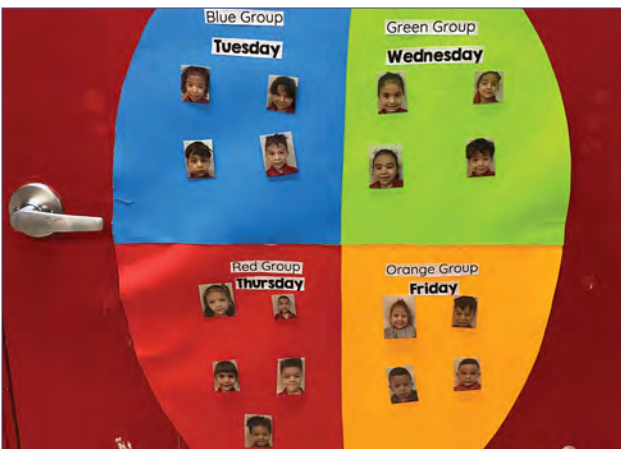 Blue Group
Tuesday
Green Group
Wednesday
Red Group
Thursday
Orange Group
Friday